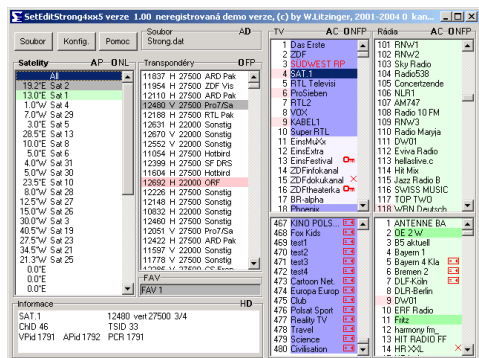 SetEditStrong4xx5 verze 1.00 neregistrovaná demo verze, (c) by W.Litzinger, 2001-2004 0 kan...
Soubor Konfig. Pomoc
Soubor AD
Strong.dat
Satelity AP ONL
All
19.2°E Sat 2
13.0°E Sat 1
1.0°W Sat 4
7.0°W Sat 29
3.0°E Sat 5
28.5°E Sat 13
10.0°E Sat 8
5.0°E Sat 6
4.0°W Sat 31
5.0°W Sat 30
23.5°E Sat 10
8.0°W Sat 28
12.5°W Sat 27
15.0°W Sat 26
30.0°W Sat 3
40.5°W Sat 19
27.5°W Sat 23
34.5°W Sat 21
21.3°W Sat 25
0.0°E
0.0°E
0.0°E
Transpondéry OFP
11837 H 27500 ARD Pak
11954 H 27500 ZDF Vis
12110 H 27500 ARD Pak
12480 V 27500 Pro7/Sa
12188 H 27500 RTL Pak
12631 H 22000 Sonstig
12670 V 22000 Sonstig
12552 V 22000 Sonstig
11054 H 27500 Hotbird
12399 H 27500 SF DRS
11604 H 27500 Hotbird
12692 H 22000 ORF
12226 H 27500 Sonstig
12148 H 27500 Sonstig
10832 H 22000 Sonstig
12460 H 27500 Sonstig
12051 V 27500 Pro7/Sa
12422 H 27500 ARD Pak
11597 V 22000 Sonstig
11778 V 27500 Sonstig
FAV
FAV 1
Informace HD
SAT.1 12480 vert 27500 3/4
ChID 46 TSID 33
VPid 1791 APid 1792 PCR 1791
TV AC ONFP
1 Das Erste
2 ZDF
3 SÜDWEST RP
4 SAT.1
5 RTL Televisi
6 ProSieben
7 RTL2
8 VOX
9 KABEL1
10 Super RTL
11 EinsMuXx
12 EinsExtra
13 EinsFestival
14 ZDFinfokanal
15 ZDFdokukanal
16 ZDFtheaterka
17 BR-alpha
18 Phoenix
467 KINO POLS...
468 Fox Kids
469 test1
470 test2
471 test3
472 test4
473 Cartoon Net.
474 Europa Europ
475 Club
476 Polsat Sport
477 Reality TV
478 Travel
479 Science
480 Civilisation
Rádia AC ONFP
101 RNW1
102 RNW2
103 Sky Radio
104 Radio538
105 Concertzende
106 NLR1
107 AM747
108 Radio 10 FM
109 RNW3
110 Radio Maryja
111 DW01
112 Eviva Radio
113 hellaslive.c
114 Hit Mix
115 Jazz Radio B
116 SWISS MUSIC
117 TOP TWO
118 WRN Deutsch
1 ANTENNE BA
2 OE 2 W
3 B5 aktuell
4 Bayern 1
5 Bayern 4 Kla
6 Bremen 2
7 DLF-Köln
8 DLR-Berlin
9 DW01
10 ERF Radio
11 Fritz
12 harmony fm_
13 HIT RADIO FF
14 HR XXL